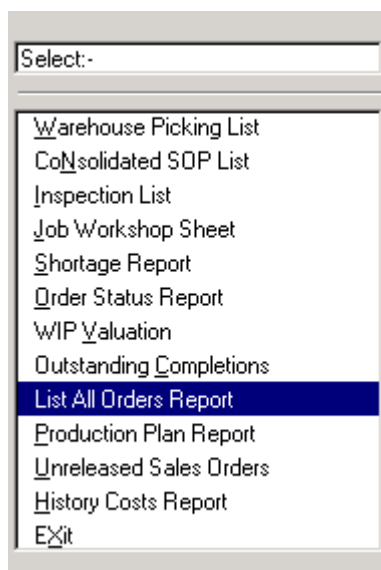 Select:-
Warehouse Picking List
CoNsolidated SOP List
Inspection List
Job Workshop Sheet
Shortage Report
Order Status Report
WIP Valuation
Outstanding Completions
List All Orders Report
Production Plan Report
Unreleased Sales Orders
History Costs Report
EXit